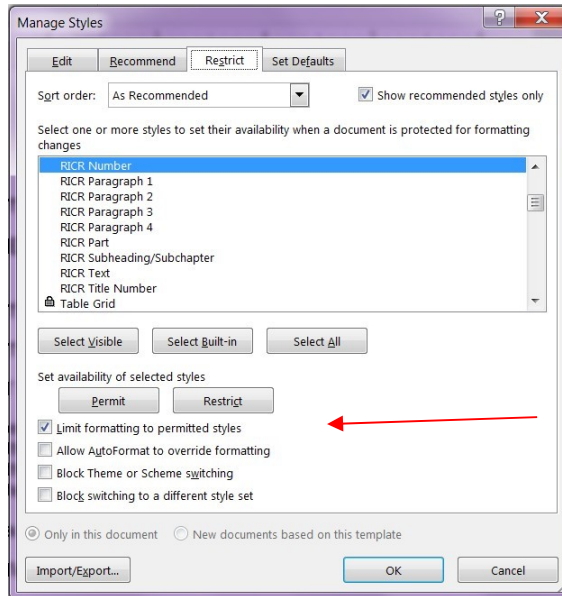 Manage Styles
Edit Recommend Restrict Set Defaults
Sort order: As Recommended Show recommended styles only
Select one or more styles to set their availability when a document is protected for formatting
changes
RICR Number
RICR Paragraph 1
RICR Paragraph 2
RICR Paragraph 3
RICR Paragraph 4
RICR Part
RICR Subheading/Subchapter
RICR Text
RICR Title Number
Table Grid
Select Visible Select Built-in Select All
Set availability of selected styles
Permit Restrict
Limit formatting to permitted styles
Allow AutoFormat to override formatting
Block Theme or Scheme switching
Block switching to a different style set
Only in this document New documents based on this template
Import/Export... OK Cancel